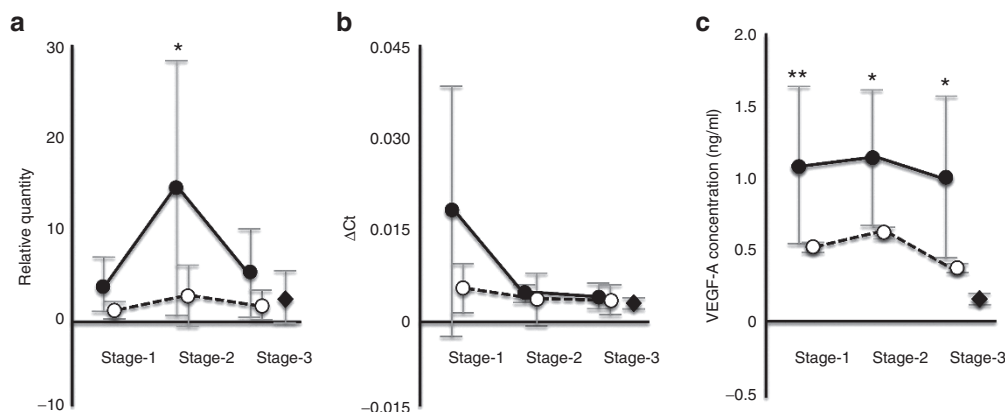 a
30
20
10
0
−10
Relative quantity
*
Stage-1 Stage-2 Stage-3
b
0.045
0.030
0.015
0
−0.015
ΔCt
Stage-1 Stage-2 Stage-3
c
2.0
1.5
1.0
0.5
0
−0.5
VEGF-A concentration (ng/ml)
** * *
Stage-1 Stage-2 Stage-3